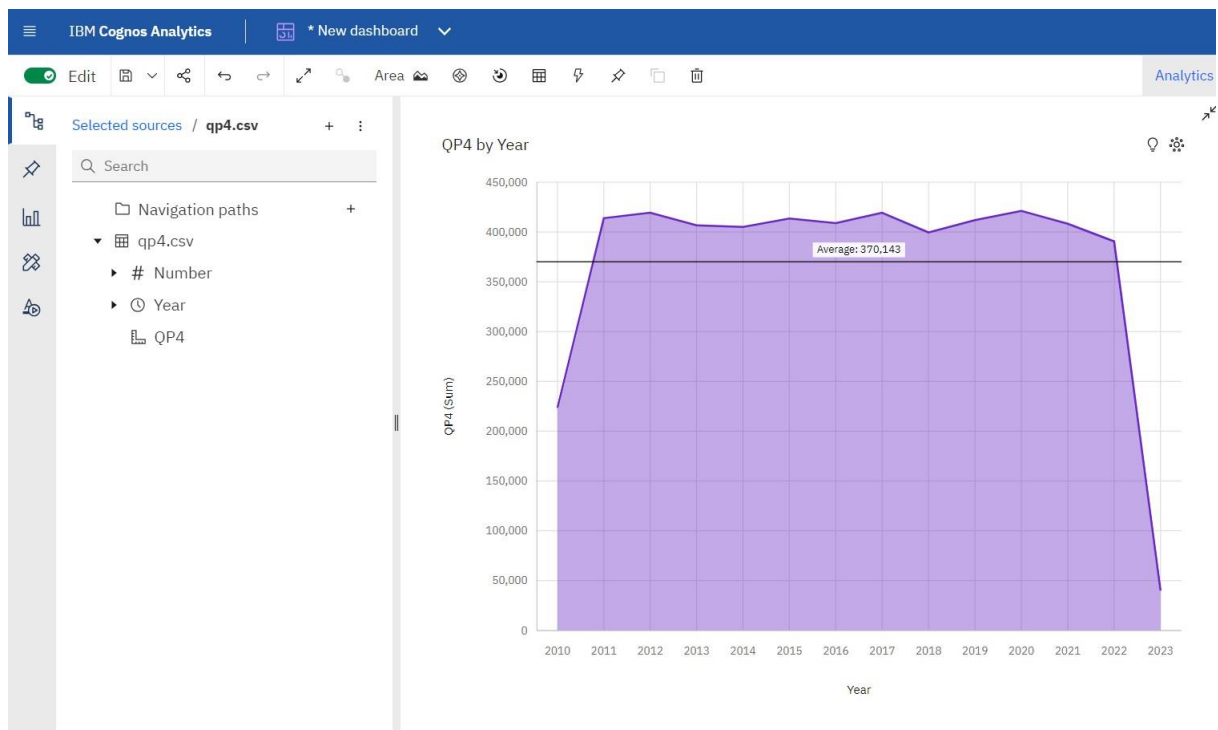 IBM Cognos Analytics
* New dashboard
Edit
Area
Analytics
Selected sources / qp4.csv
Search
Navigation paths
qp4.csv
# Number
Year
QP4
QP4 by Year
450,000
400,000
350,000
300,000
250,000
200,000
150,000
100,000
50,000
0
QP4 (Sum)
Average: 370,143
2010 2011 2012 2013 2014 2015 2016 2017 2018 2019 2020 2021 2022 2023
Year